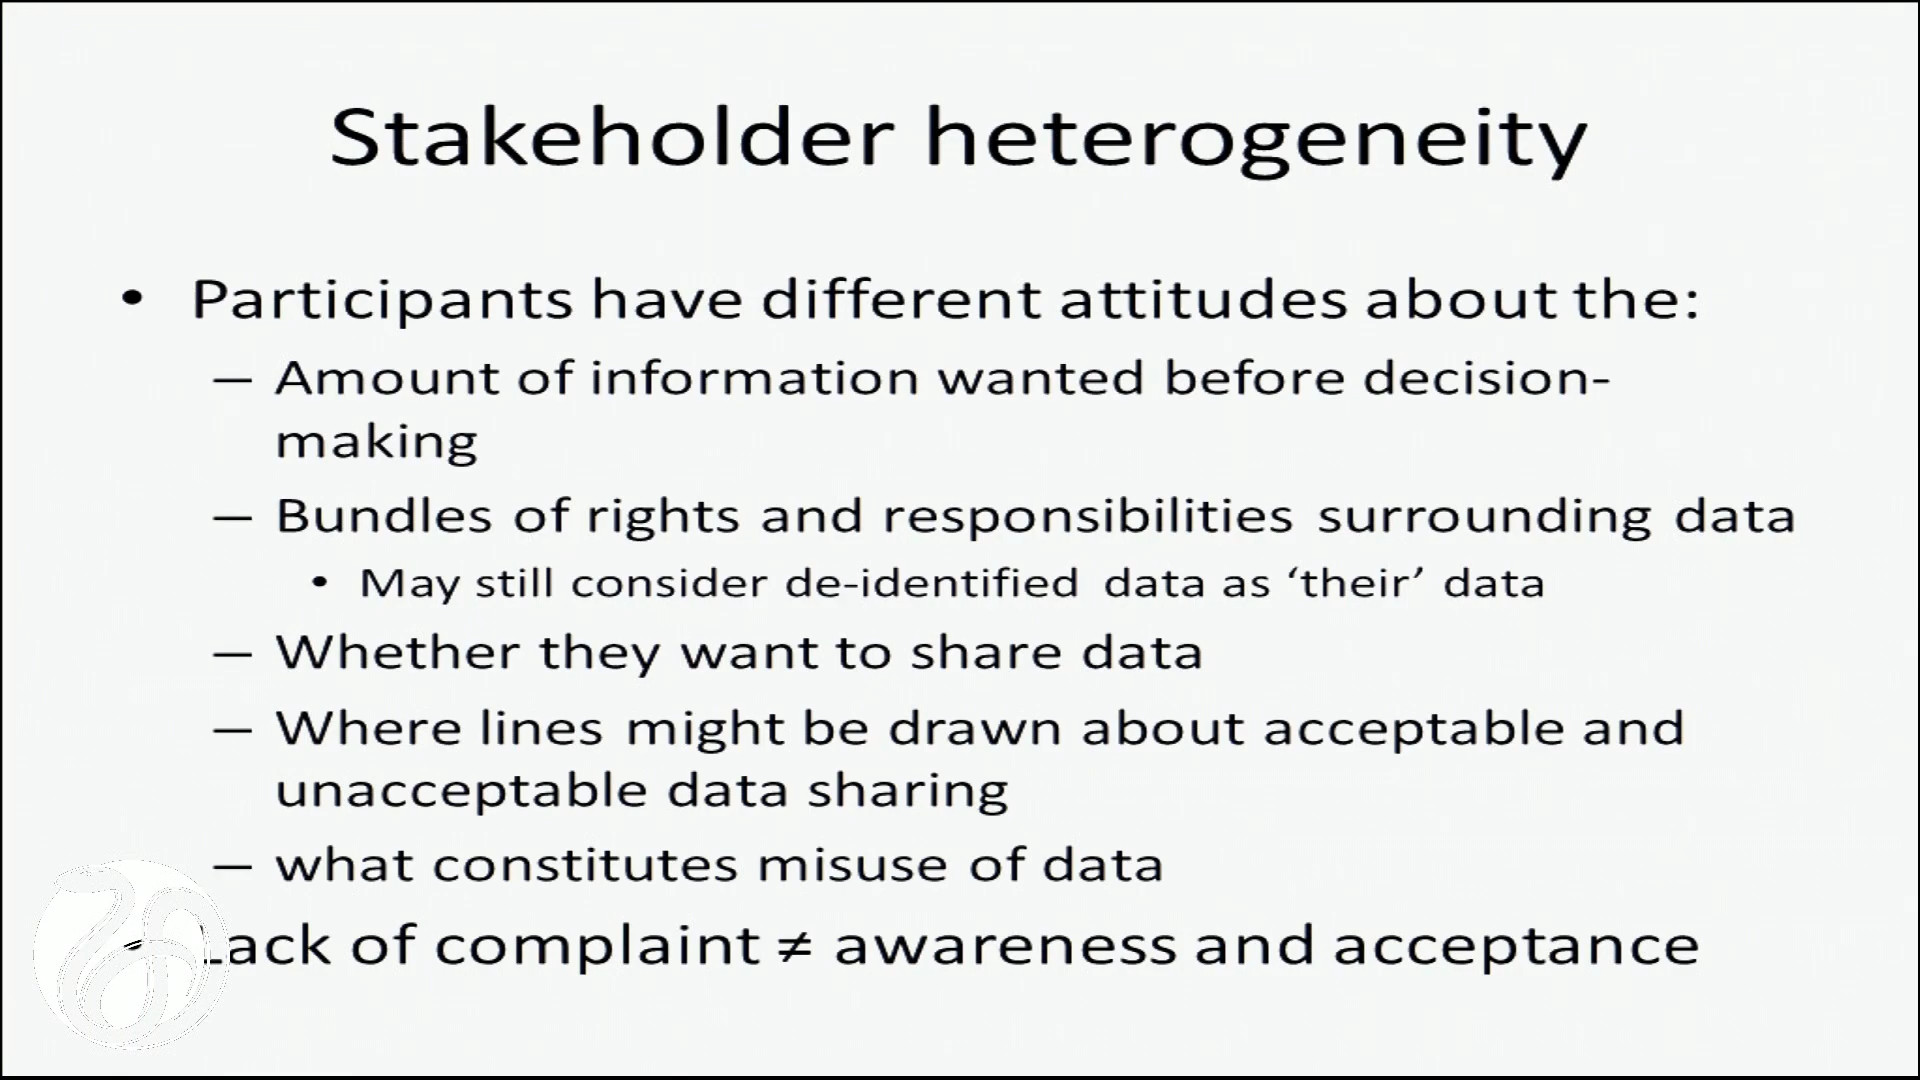 Stakeholder heterogeneity
• Participants have different attitudes about the:
– Amount of information wanted before decision-
making
– Bundles of rights and responsibilities surrounding data
• May still consider de-identified data as ‘their’ data
– Whether they want to share data
– Where lines might be drawn about acceptable and
unacceptable data sharing
– what constitutes misuse of data
• Lack of complaint ≠ awareness and acceptance